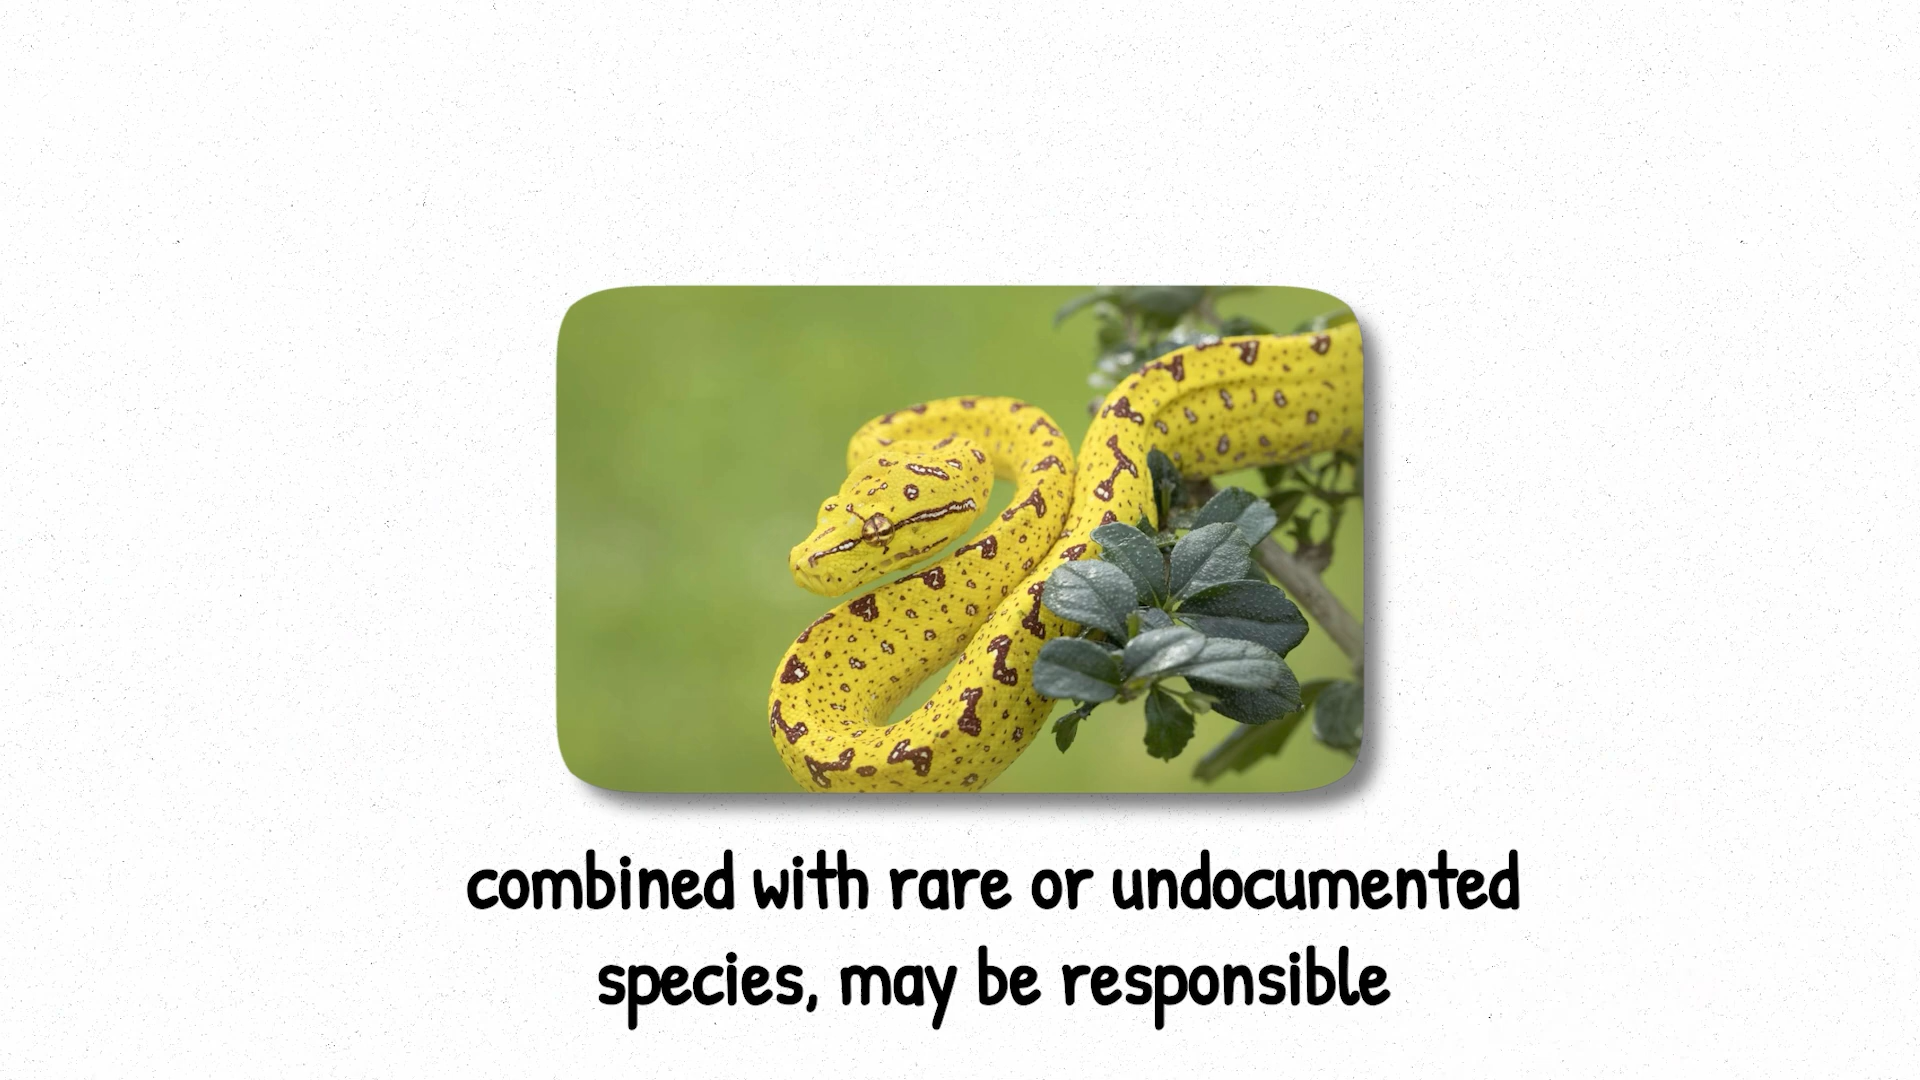 combined with rare or undocumented
species, may be responsible